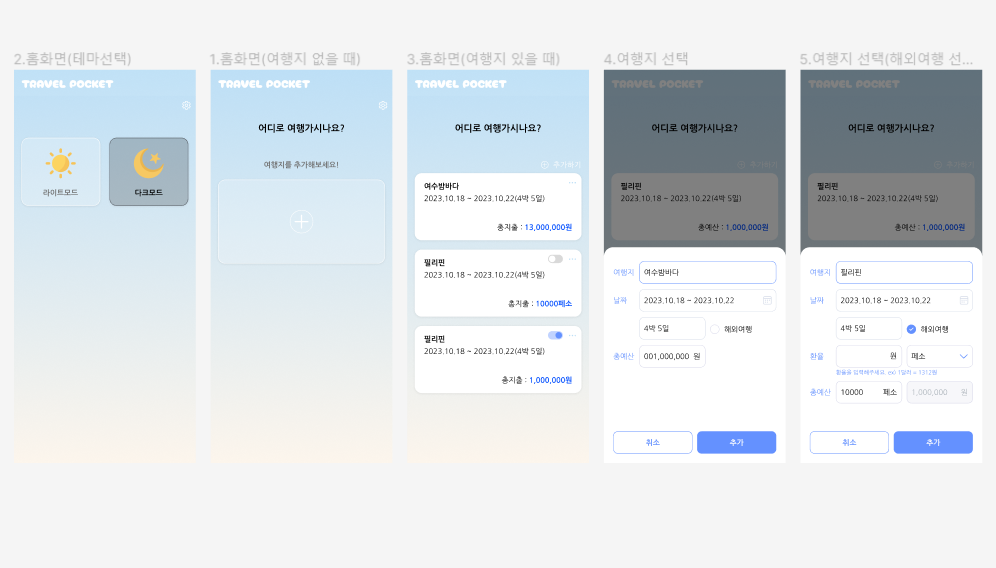 2.홈화면(테마선택)
TRAVEL POCKET
라이트모드
다크모드
1.홈화면(여행지 없을 때)
TRAVEL POCKET
어디로 여행가시나요?
여행지를 추가해보세요!
3.홈화면(여행지 있을 때)
TRAVEL POCKET
어디로 여행가시나요?
추가하기
여수밤바다
2023.10.18 ~ 2023.10.22(4박 5일)
총지출 : 13,000,000원
필리핀
2023.10.18 ~ 2023.10.22(4박 5일)
총지출 : 10000페소
필리핀
2023.10.18 ~ 2023.10.22(4박 5일)
총지출 : 1,000,000원
4.여행지 선택
TRAVEL POCKET
어디로 여행가시나요?
추가하기
필리핀
2023.10.18 ~ 2023.10.22(4박 5일)
총예산 : 1,000,000원
여행지 여수밤바다
날짜 2023.10.18 ~ 2023.10.22
4박 5일 해외여행
총예산 001,000,000 원
취소 추가
5.여행지 선택(해외여행 선...
TRAVEL POCKET
어디로 여행가시나요?
추가하기
필리핀
2023.10.18 ~ 2023.10.22(4박 5일)
총예산 : 1,000,000원
여행지 필리핀
날짜 2023.10.18 ~ 2023.10.22
4박 5일 해외여행
환율 원 페소
환율을 입력해주세요. ex) 1달러 = 1312원
총예산 10000 페소 1,000,000 원
취소 추가